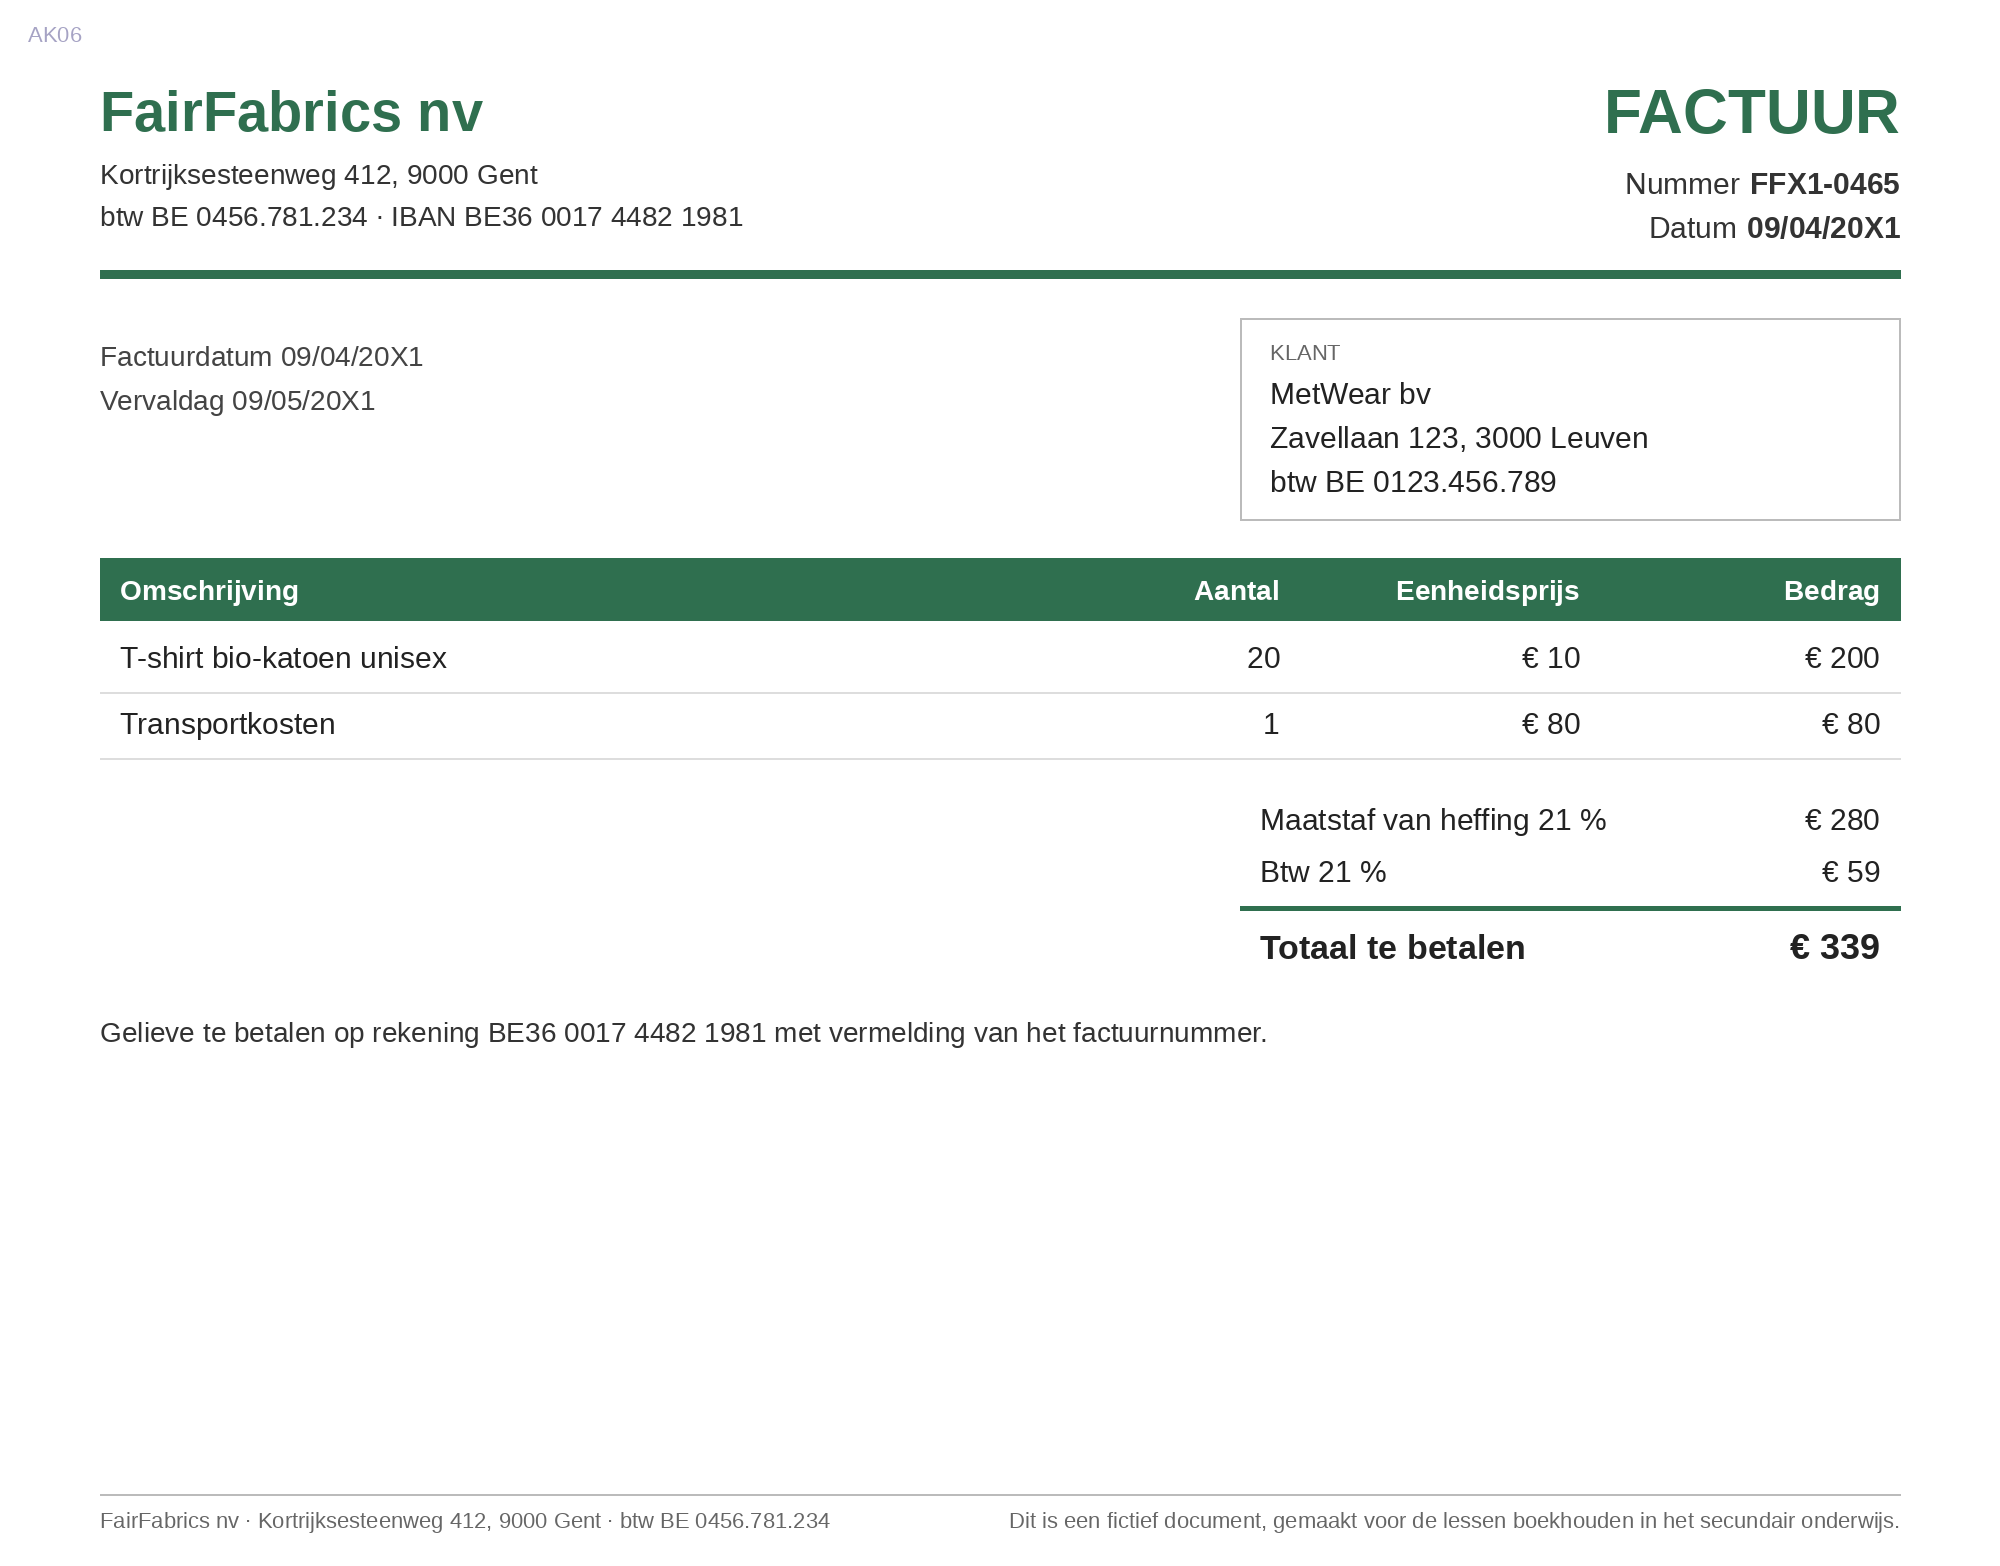 AK06
FairFabrics nv
Kortrijksesteenweg 412, 9000 Gent
btw BE 0456.781.234 · IBAN BE36 0017 4482 1981
FACTUUR
Nummer FFX1-0465
Datum 09/04/20X1
Factuurdatum 09/04/20X1
Vervaldag 09/05/20X1
KLANT
MetWear bv
Zavellaan 123, 3000 Leuven
btw BE 0123.456.789
Omschrijving Aantal Eenheidsprijs Bedrag
T-shirt bio-katoen unisex 20 € 10 € 200
Transportkosten 1 € 80 € 80
Maatstaf van heffing 21 % € 280
Btw 21 % € 59
Totaal te betalen € 339
Gelieve te betalen op rekening BE36 0017 4482 1981 met vermelding van het factuurnummer.
FairFabrics nv · Kortrijksesteenweg 412, 9000 Gent · btw BE 0456.781.234
Dit is een fictief document, gemaakt voor de lessen boekhouden in het secundair onderwijs.